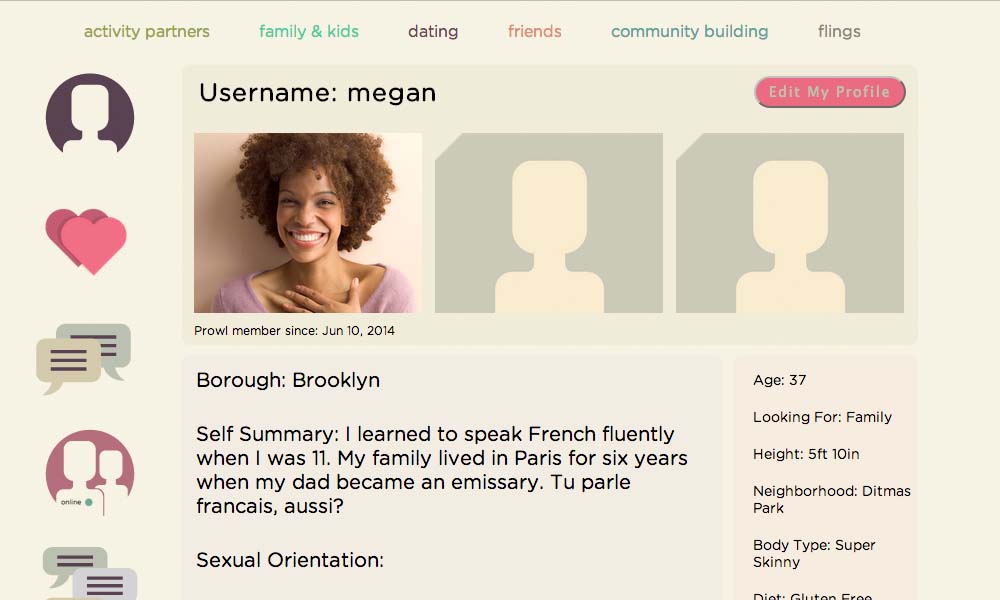 activity partners family & kids dating friends community building flings
Username: megan
Edit My Profile
Prowl member since: Jun 10, 2014
online
Borough: Brooklyn
Self Summary: I learned to speak French fluently
when I was 11. My family lived in Paris for six years
when my dad became an emissary. Tu parle
francais, aussi?
Sexual Orientation:
Age: 37
Looking For: Family
Height: 5ft 10in
Neighborhood: Ditmas
Park
Body Type: Super
Skinny
Diet: Gluten Free